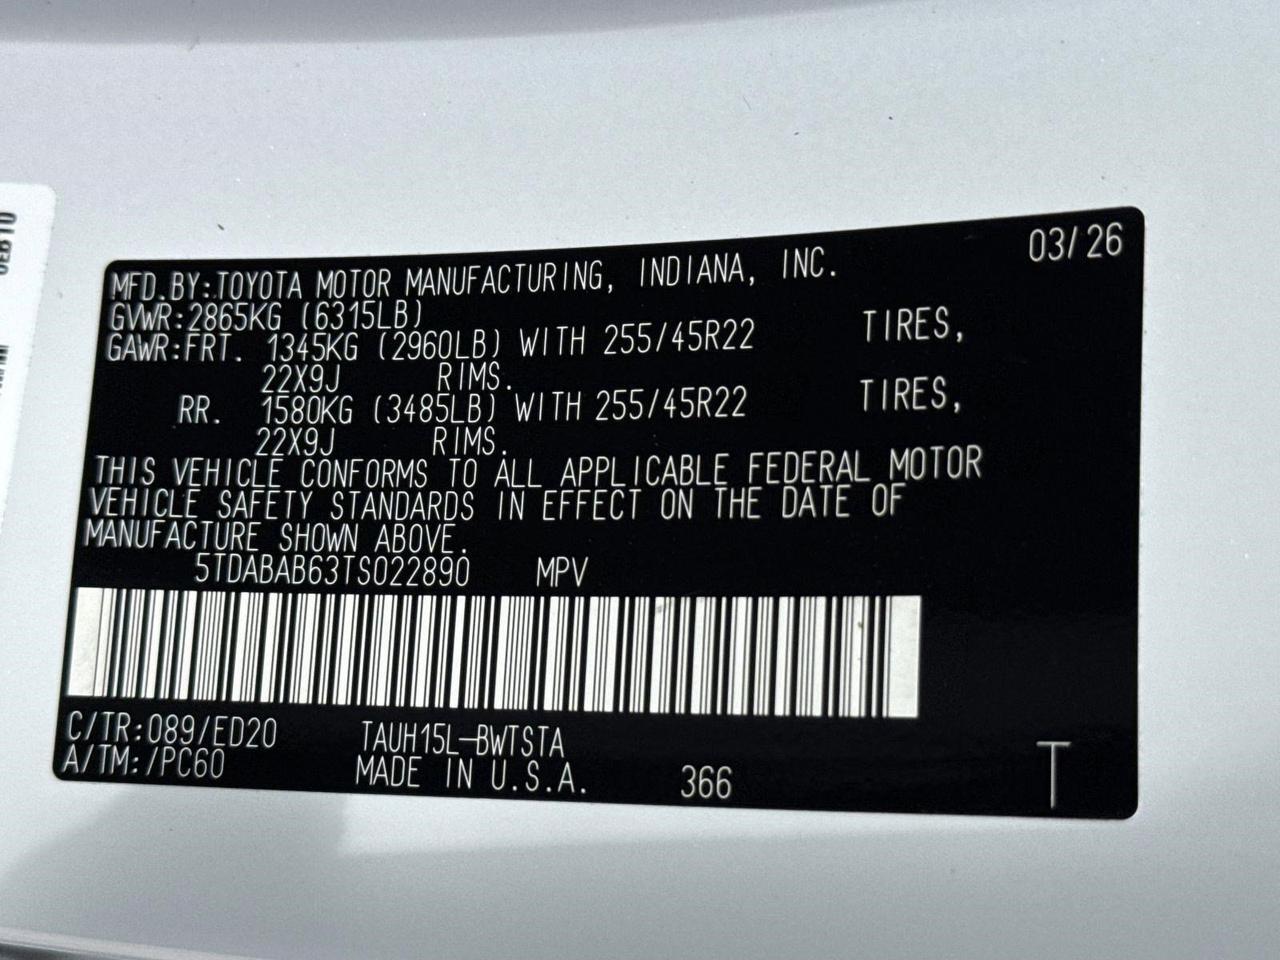 03/26
MFD.BY:TOYOTA MOTOR MANUFACTURING, INDIANA, INC.
GVWR:2865KG (6315LB)
GAWR:FRT. 1345KG (2960LB) WITH 255/45R22 TIRES,
22X9J RIMS.
RR. 1580KG (3485LB) WITH 255/45R22 TIRES,
22X9J RIMS.
THIS VEHICLE CONFORMS TO ALL APPLICABLE FEDERAL MOTOR
VEHICLE SAFETY STANDARDS IN EFFECT ON THE DATE OF
MANUFACTURE SHOWN ABOVE.
5TDABAB63TS022890 MPV
C/TR:089/ED20 TAUH15L-BWTSTA
A/TM:/PC60 MADE IN U.S.A. 366 T